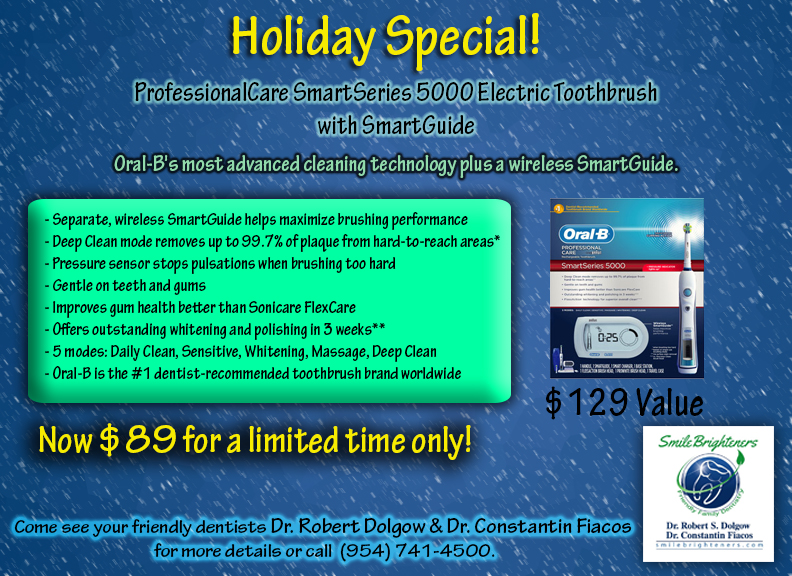 Holiday Special!
ProfessionalCare SmartSeries 5000 Electric Toothbrush
with SmartGuide
Oral-B's most advanced cleaning technology plus a wireless SmartGuide.
- Separate, wireless SmartGuide helps maximize brushing performance
- Deep Clean mode removes up to 99.7% of plaque from hard-to-reach areas*
- Pressure sensor stops pulsations when brushing too hard
- Gentle on teeth and gums
- Improves gum health better than Sonicare FlexCare
- Offers outstanding whitening and polishing in 3 weeks**
- 5 modes: Daily Clean, Sensitive, Whitening, Massage, Deep Clean
- Oral-B is the #1 dentist-recommended toothbrush brand worldwide
Oral-B
PROFESSIONAL
CARE
SmartSeries 5000
0:25
$129 Value
Now $89 for a limited time only!
SmileBrighteners
Friendly Family Dentistry
Dr. Robert S. Dolgow
Dr. Constantin Fiacos
smilebrighteners.com
Come see your friendly dentists Dr. Robert Dolgow & Dr. Constantin Fiacos
for more details or call (954) 741-4500.